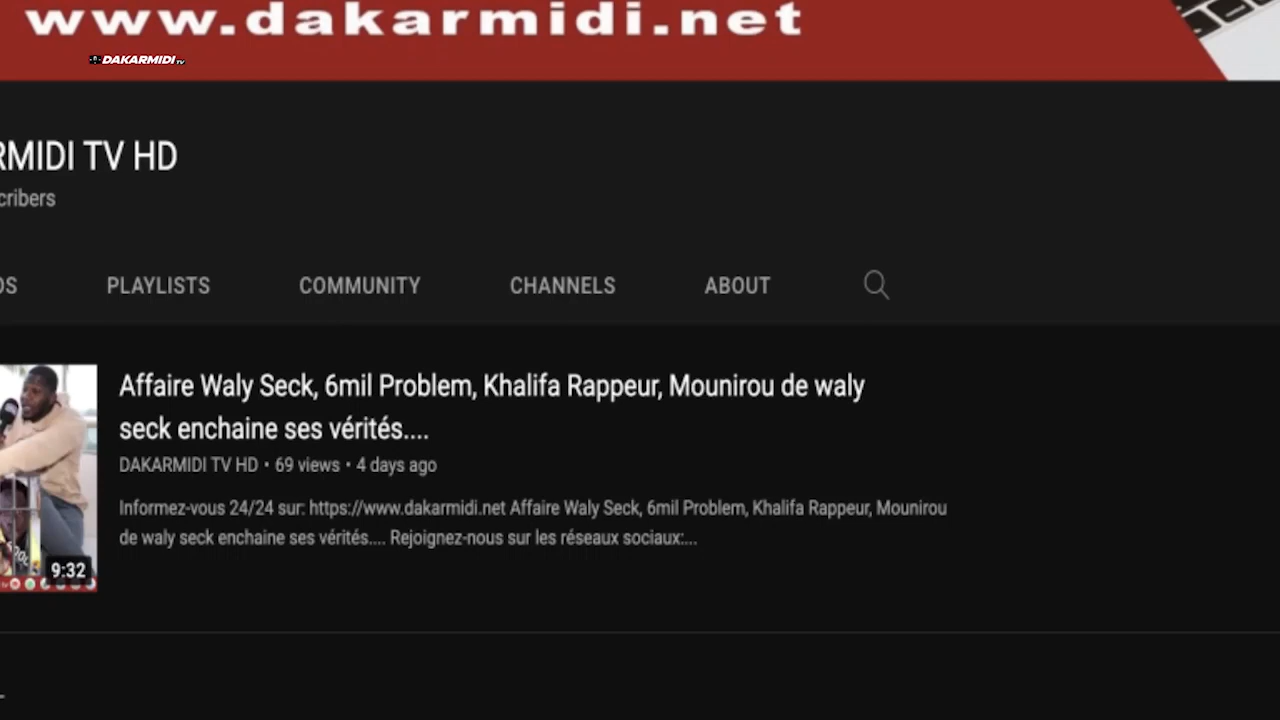 www.dakarmidi.net
DAKARMIDI TV
RMIDI TV HD
cribers
OS
PLAYLISTS
COMMUNITY
CHANNELS
ABOUT
Affaire Waly Seck, 6mil Problem, Khalifa Rappeur, Mounirou de waly
seck enchaine ses vérités....
DAKARMIDI TV HD • 69 views • 4 days ago
Informez-vous 24/24 sur: https://www.dakarmidi.net Affaire Waly Seck, 6mil Problem, Khalifa Rappeur, Mounirou
de waly seck enchaine ses vérités.... Rejoignez-nous sur les réseaux sociaux:...
9:32